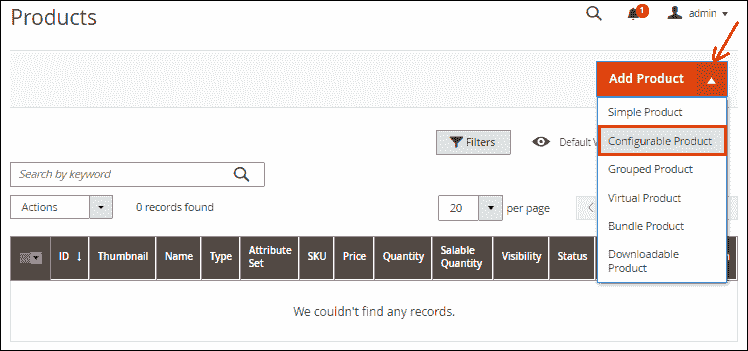 Products
1
admin
Add Product
Simple Product
Configurable Product
Grouped Product
Virtual Product
Bundle Product
Downloadable
Product
Filters
Default
Search by keyword
Actions
0 records found
20
per page
ID
Thumbnail
Name
Type
Attribute
Set
SKU
Price
Quantity
Salable
Quantity
Visibility
Status
We couldn't find any records.